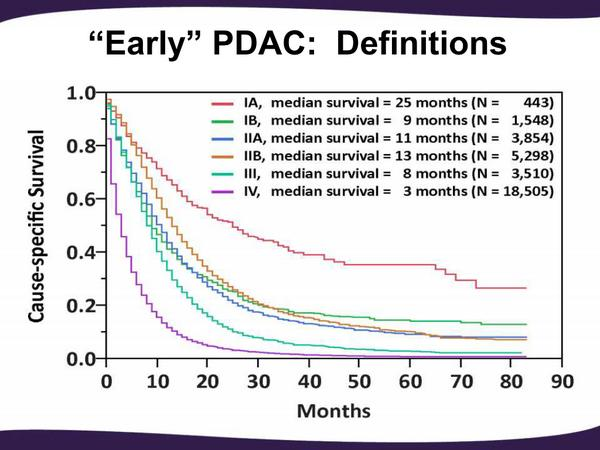 “Early” PDAC: Definitions
IA, median survival = 25 months (N = 443)
IB, median survival = 9 months (N = 1,548)
IIA, median survival = 11 months (N = 3,854)
IIB, median survival = 13 months (N = 5,298)
III, median survival = 8 months (N = 3,510)
IV, median survival = 3 months (N = 18,505)
Cause-specific Survival
1.0
0.8
0.6
0.4
0.2
0.0
0 10 20 30 40 50 60 70 80 90
Months